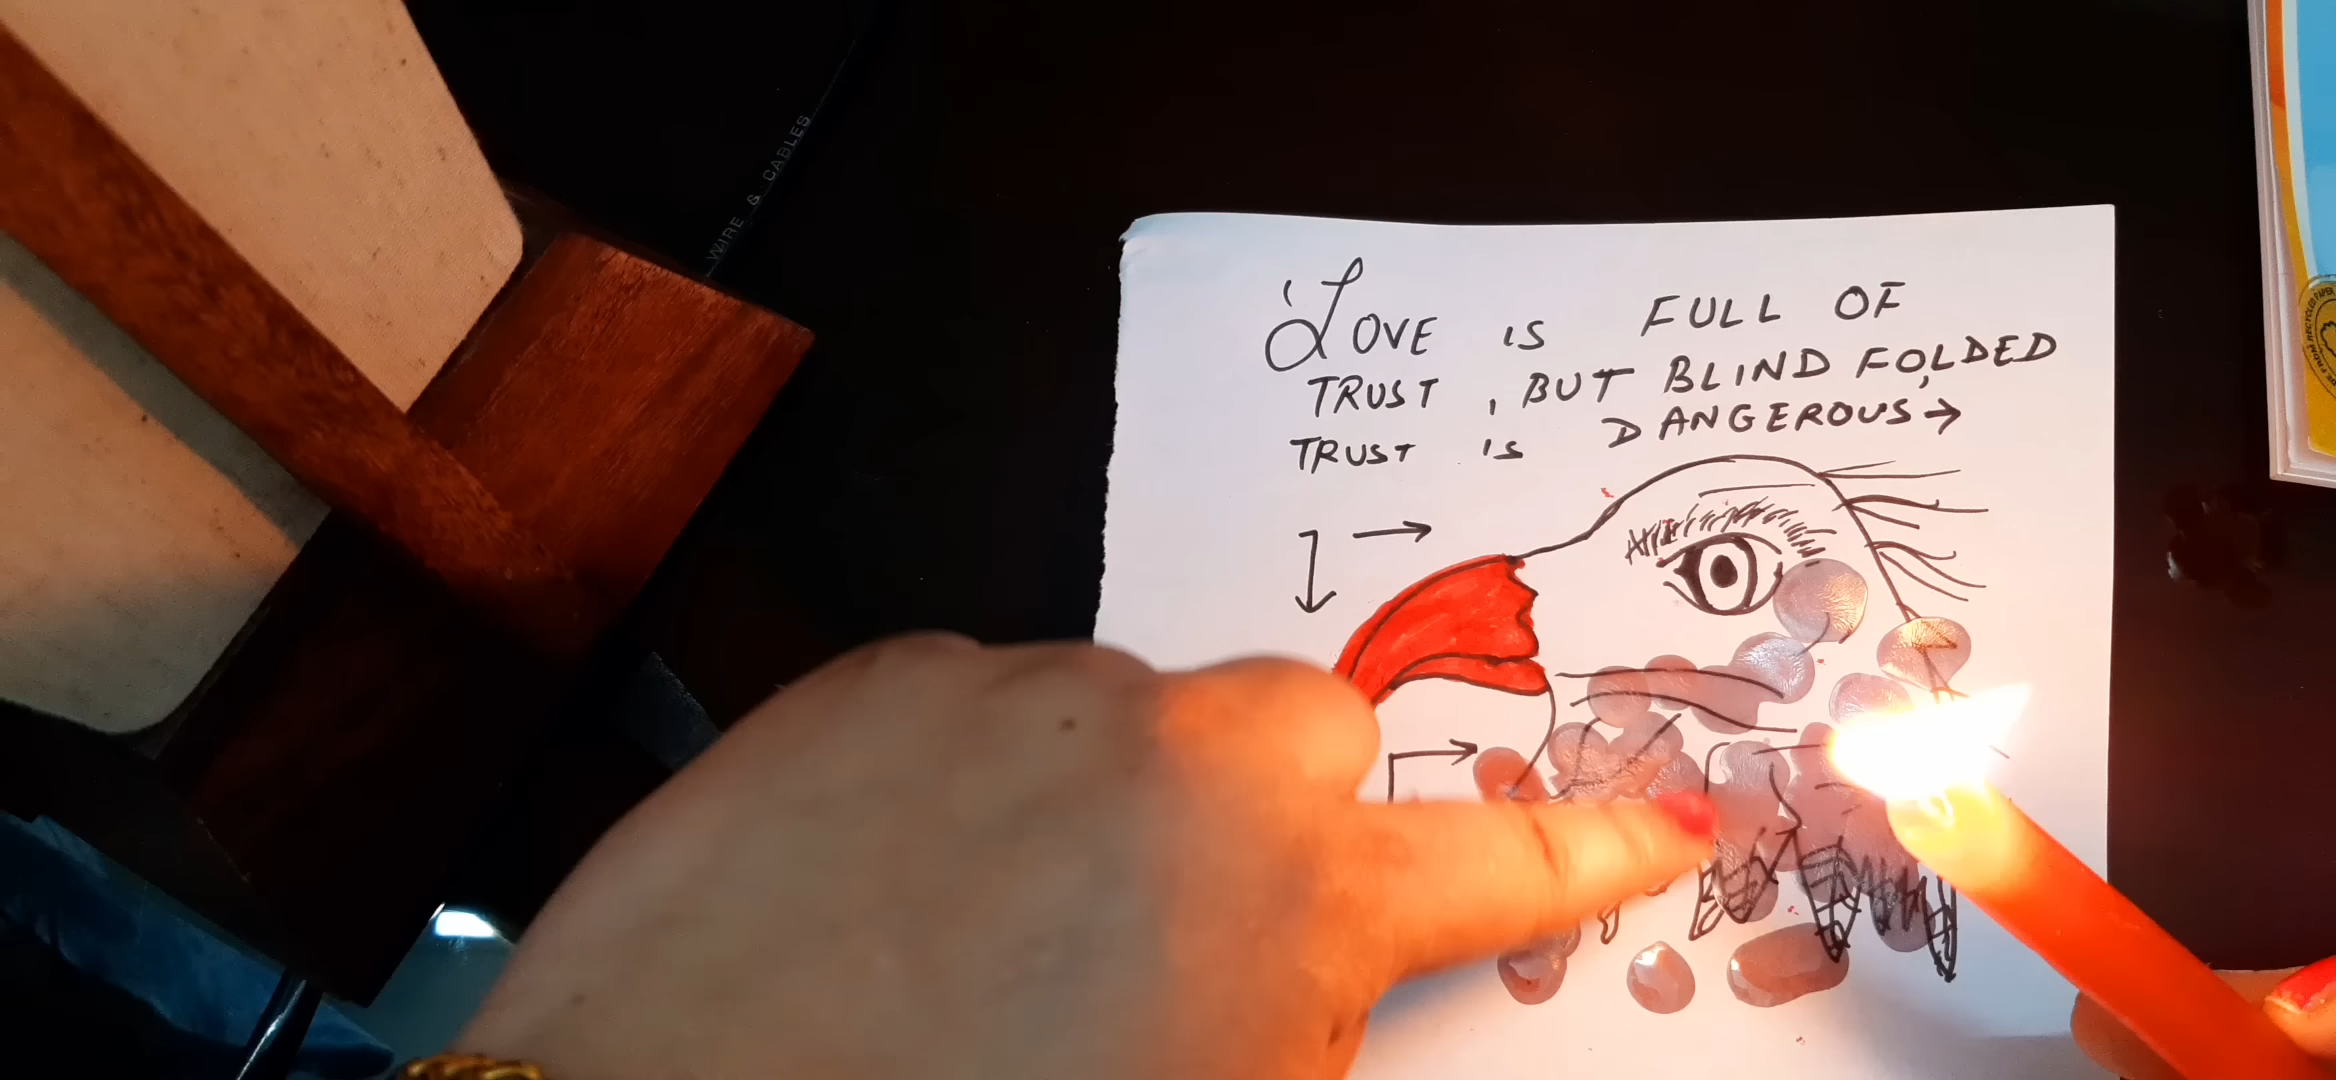 'LOVE IS FULL OF
TRUST, BUT BLIND FOLDED
TRUST IS DANGEROUS→
WIRE & CABLES